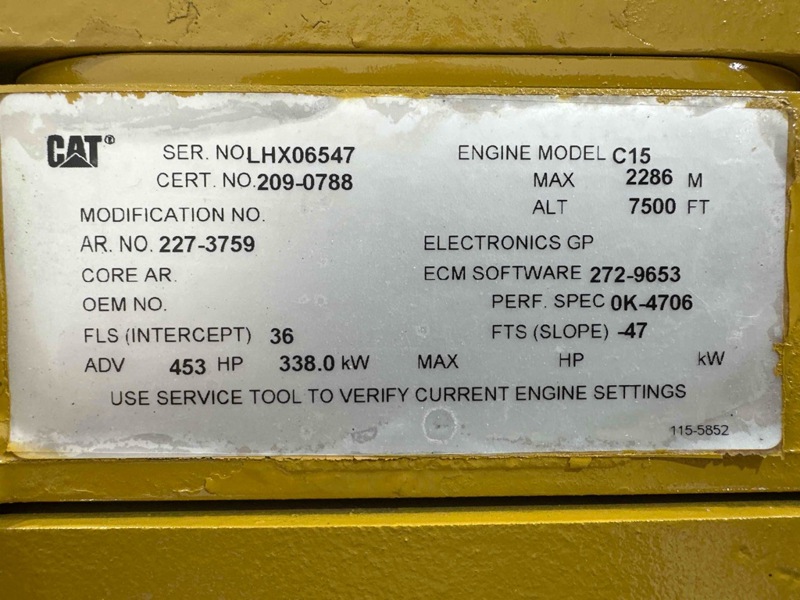 CAT® SER. NO. LHX06547 ENGINE MODEL C15
CERT. NO. 209-0788 MAX 2286 M
MODIFICATION NO. ALT 7500 FT
AR. NO. 227-3759 ELECTRONICS GP
CORE AR. ECM SOFTWARE 272-9653
OEM NO. PERF. SPEC 0K-4706
FLS (INTERCEPT) 36 FTS (SLOPE) -47
ADV 453 HP 338.0 kW MAX HP kW
USE SERVICE TOOL TO VERIFY CURRENT ENGINE SETTINGS
115-5852